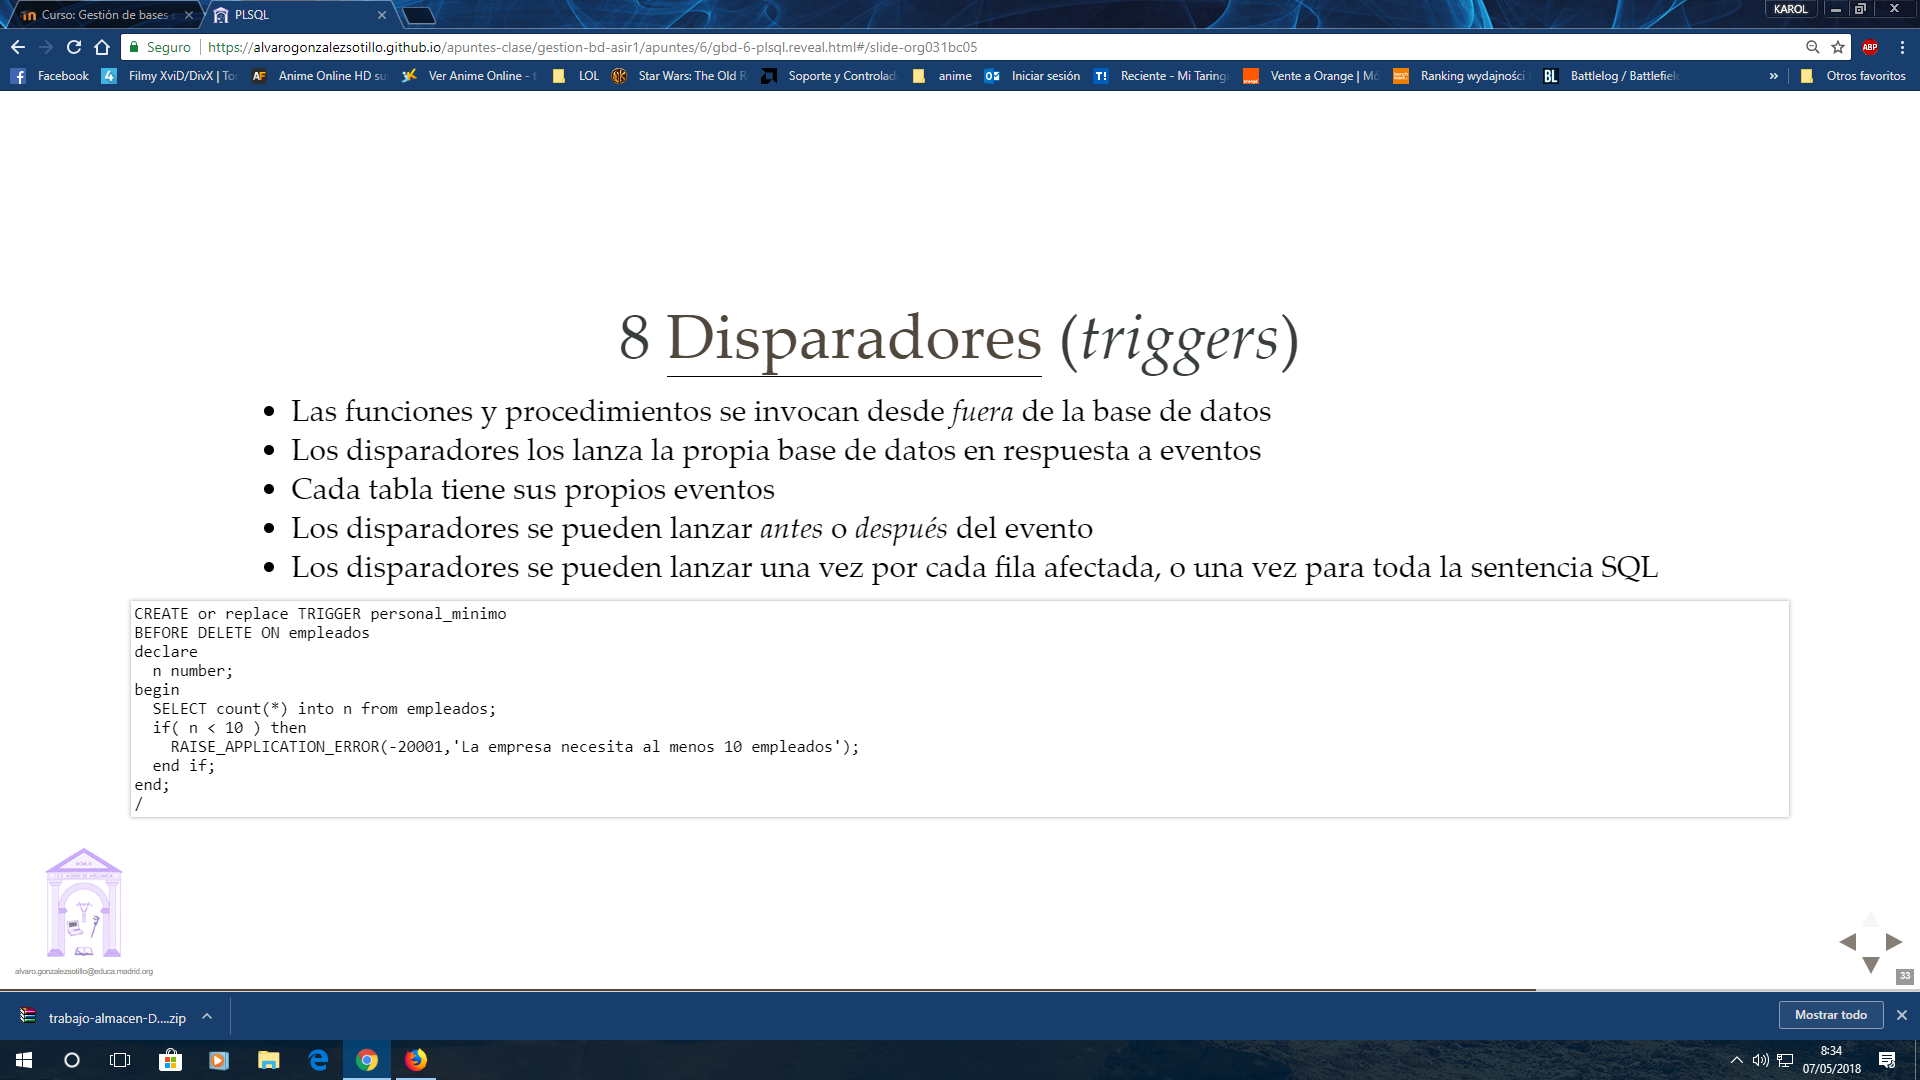 Curso: Gestión de bases
PLSQL
KAROL
Seguro
https://alvarogonzalezsotillo.github.io/apuntes-clase/gestion-bd-asir1/apuntes/6/gbd-6-plsql.reveal.html#/slide-org031bc05
ABP
Facebook
Filmy XviD/DivX | To
Anime Online HD su
Ver Anime Online -
LOL
Star Wars: The Old R
Soporte y Controlad
anime
Iniciar sesión
Reciente - Mi Taringa
Vente a Orange | Mó
Ranking wydajności
Battlelog / Battlefiel
»
Otros favoritos
8 Disparadores (triggers)
• Las funciones y procedimientos se invocan desde fuera de la base de datos
• Los disparadores los lanza la propia base de datos en respuesta a eventos
• Cada tabla tiene sus propios eventos
• Los disparadores se pueden lanzar antes o después del evento
• Los disparadores se pueden lanzar una vez por cada fila afectada, o una vez para toda la sentencia SQL
CREATE or replace TRIGGER personal_minimo
BEFORE DELETE ON empleados
declare
  n number;
begin
  SELECT count(*) into n from empleados;
  if( n < 10 ) then
    RAISE_APPLICATION_ERROR(-20001,'La empresa necesita al menos 10 empleados');
  end if;
end;
/
alvaro.gonzalezsotillo@educa.madrid.org
33
trabajo-almacen-D....zip
Mostrar todo
8:34
07/05/2018